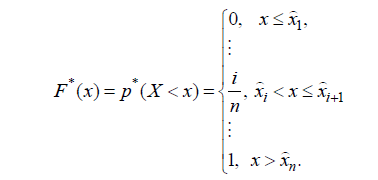 0, x ≤ x̂₁,
⋮
F*(x) = p*(X < x) = { i/n, x̂ᵢ < x ≤ x̂ᵢ₊₁
⋮
1, x > x̂ₙ.